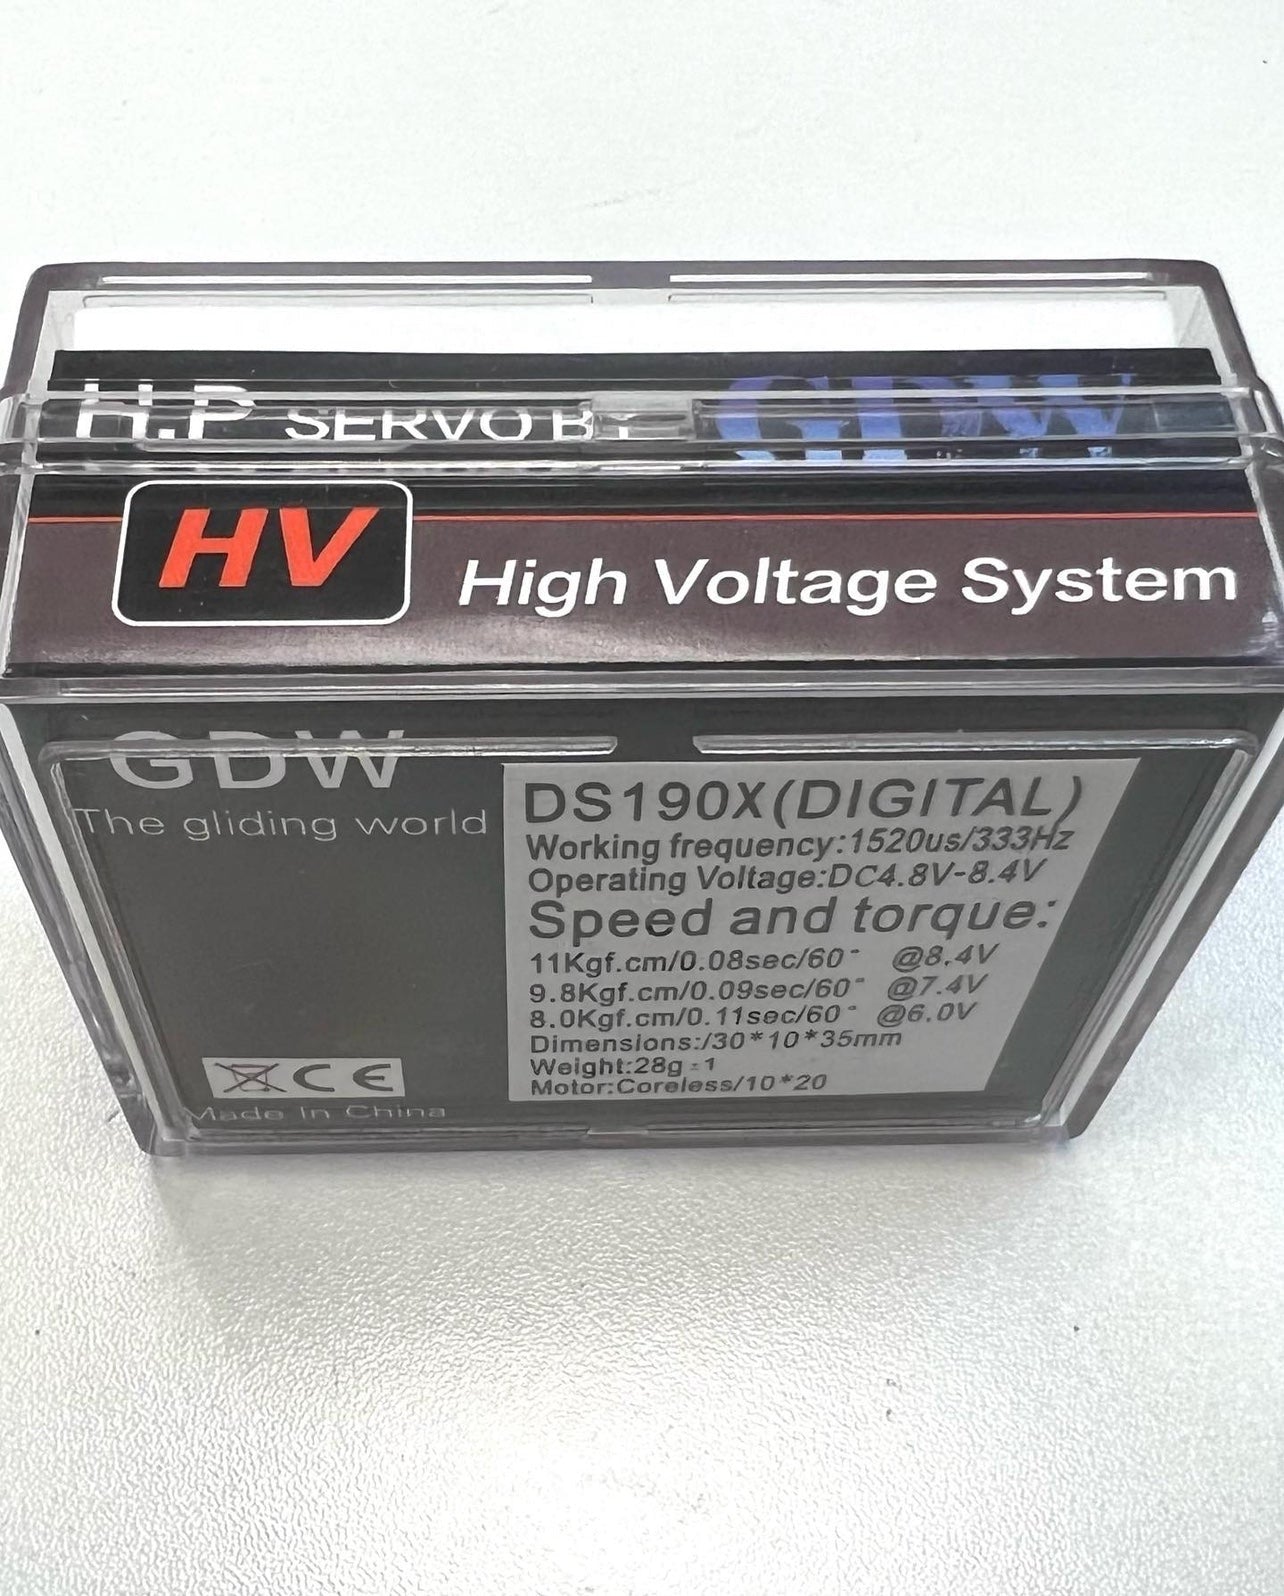 H.P SERVO BY GDW
HV
High Voltage System
GDW
The gliding world
DS190X(DIGITAL)
Working frequency:1520us/333Hz
Operating Voltage:DC4.8V-8.4V
Speed and torque:
11Kgf.cm/0.08sec/60° @8.4V
9.8Kgf.cm/0.09sec/60° @7.4V
8.0Kgf.cm/0.11sec/60° @6.0V
Dimensions:/30*10*35mm
Weight:28g±1
Motor:Coreless/10*20
CE
Made In China